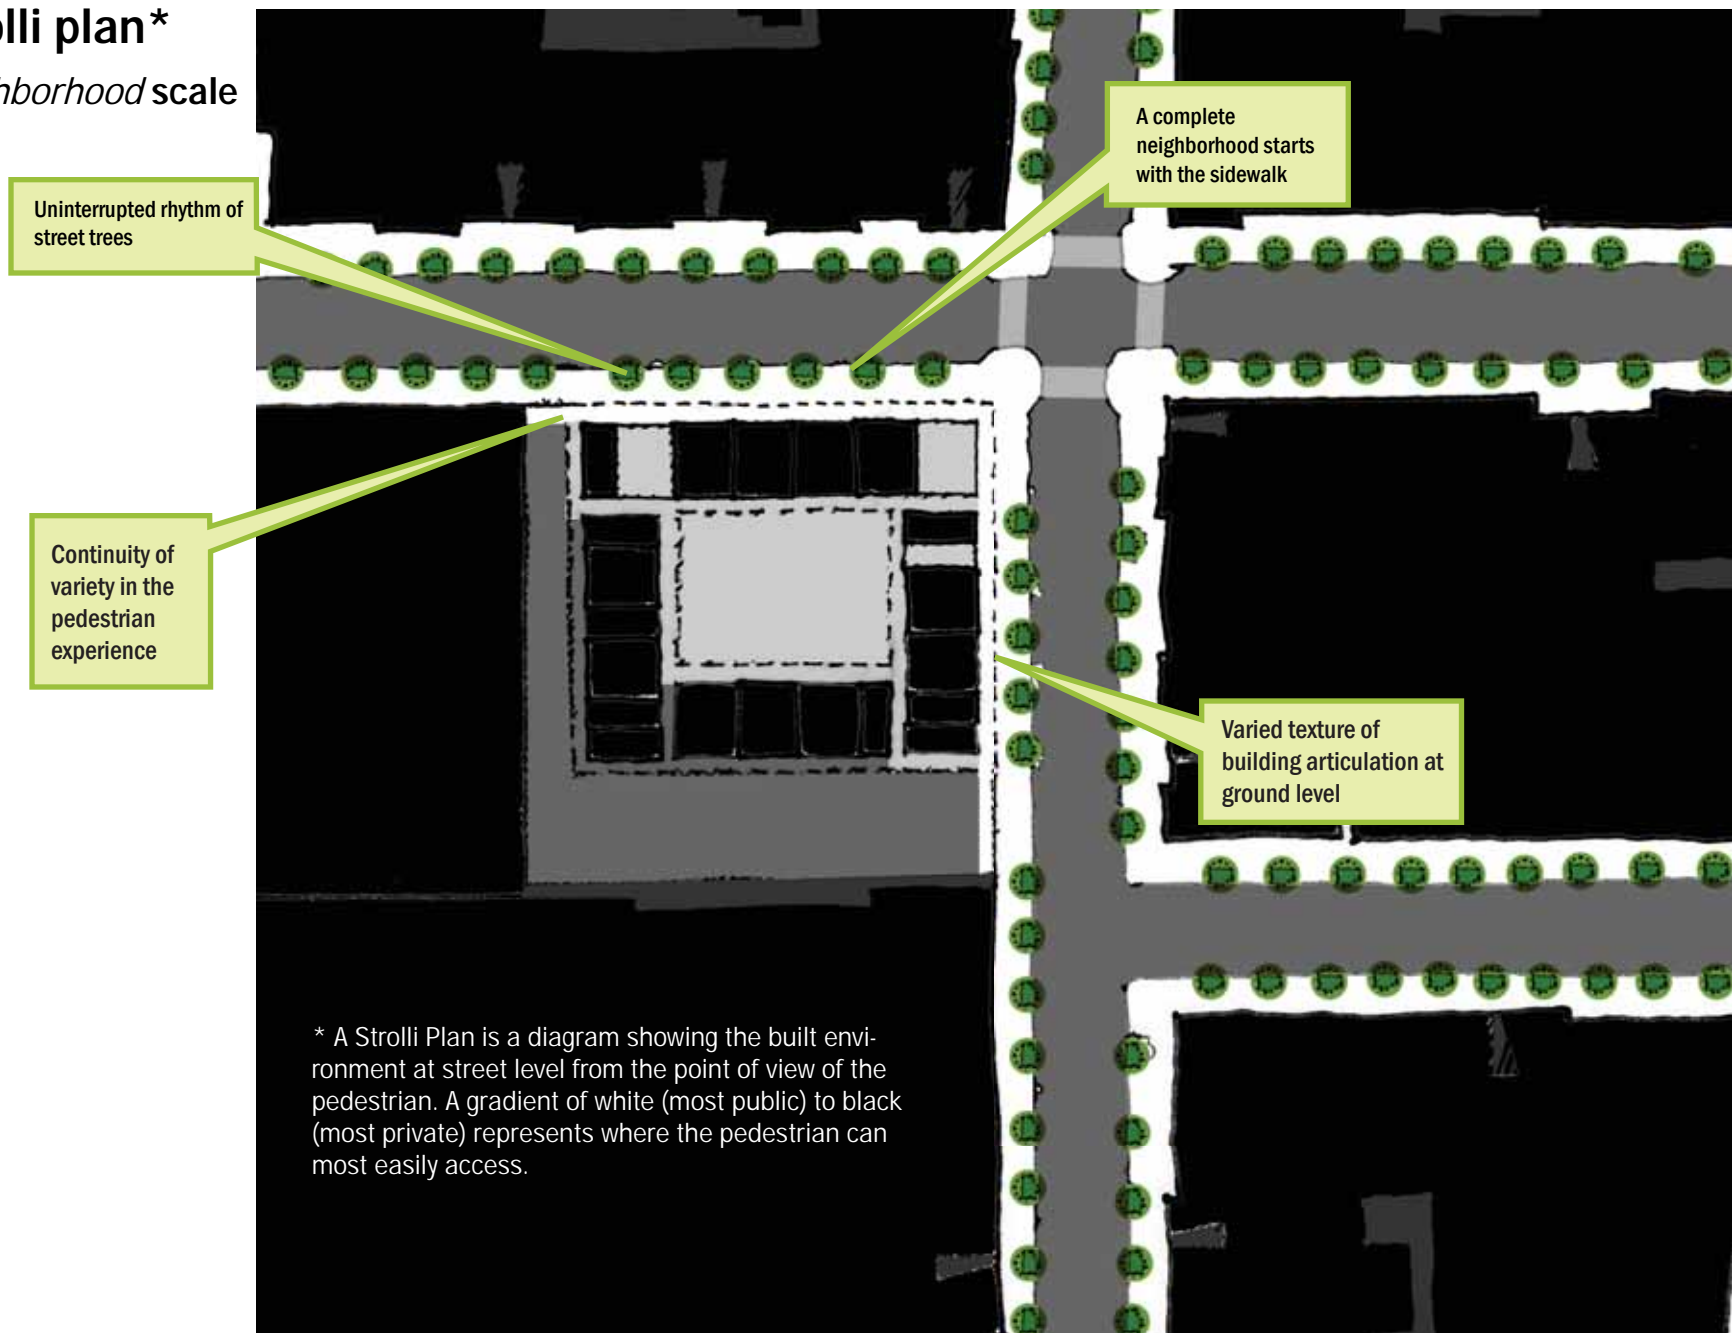 olli plan*
hborhood scale
A complete
neighborhood starts
with the sidewalk
Uninterrupted rhythm of
street trees
Continuity of
variety in the
pedestrian
experience
Varied texture of
building articulation at
ground level
* A Strolli Plan is a diagram showing the built envi-
ronment at street level from the point of view of the
pedestrian. A gradient of white (most public) to black
(most private) represents where the pedestrian can
most easily access.